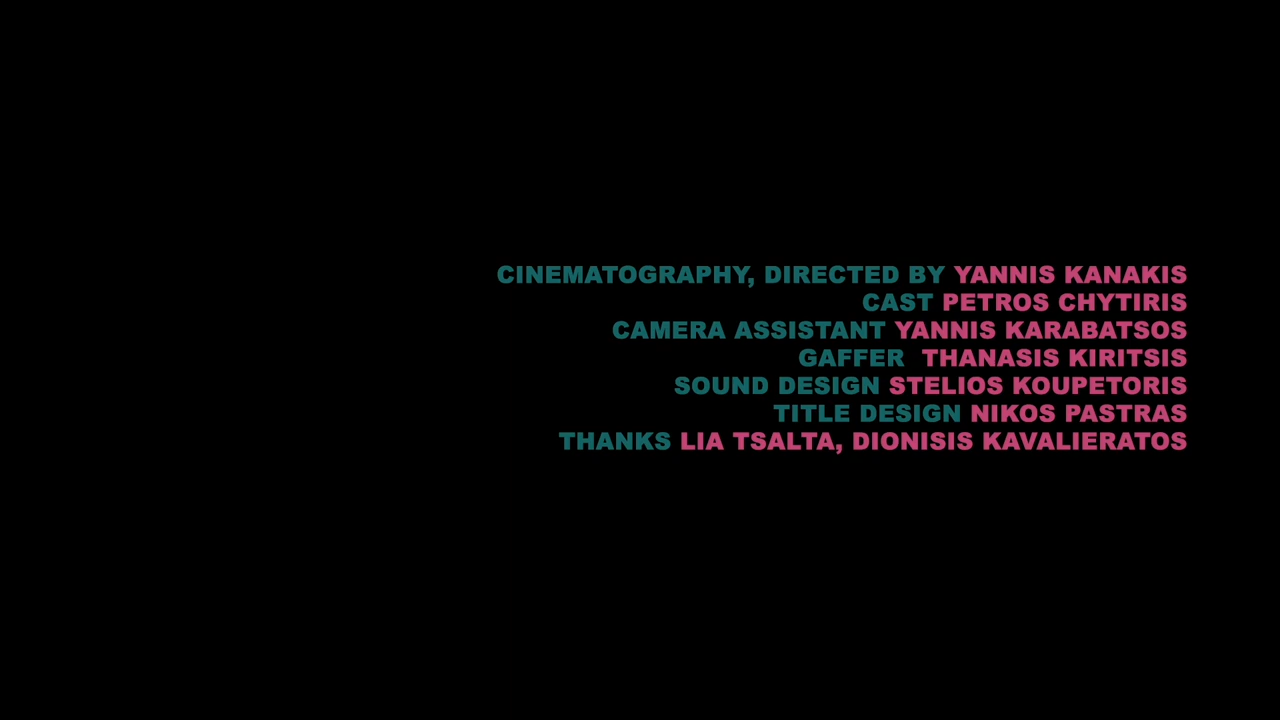 CINEMATOGRAPHY, DIRECTED BY YANNIS KANAKIS
CAST PETROS CHYTIRIS
CAMERA ASSISTANT YANNIS KARABATSOS
GAFFER  THANASIS KIRITSIS
SOUND DESIGN STELIOS KOUPETORIS
TITLE DESIGN NIKOS PASTRAS
THANKS LIA TSALTA, DIONISIS KAVALIERATOS